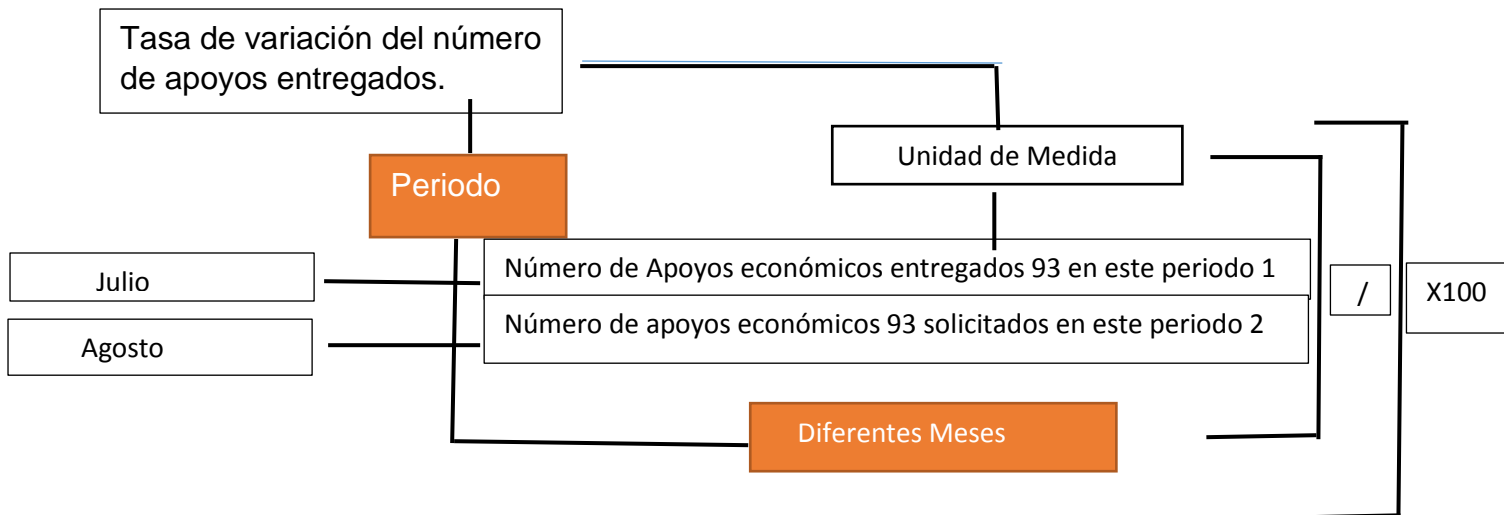 Tasa de variación del número
de apoyos entregados.
Unidad de Medida
Periodo
Julio
Número de Apoyos económicos entregados 93 en este periodo 1
/
X100
Agosto
Número de apoyos económicos 93 solicitados en este periodo 2
Diferentes Meses